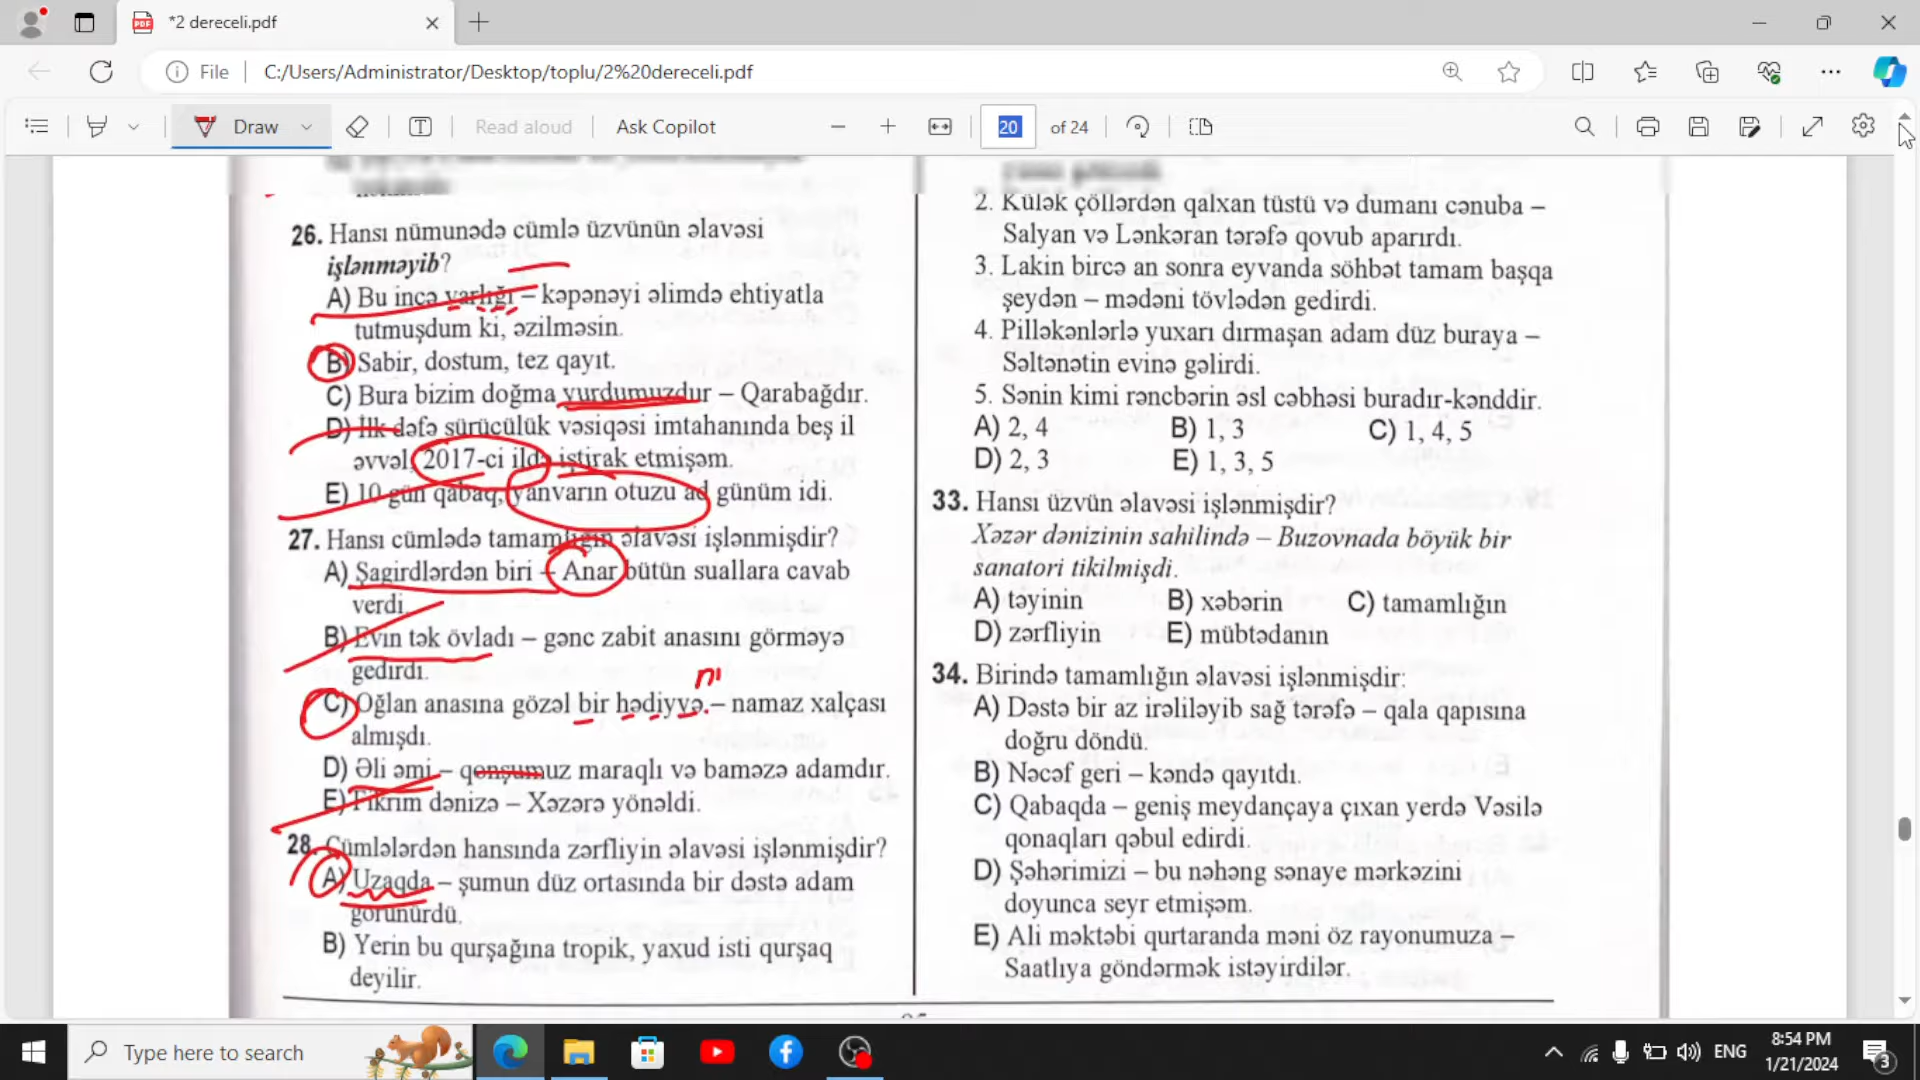 *2 dereceli.pdf
File
C:/Users/Administrator/Desktop/toplu/2%20dereceli.pdf
Draw
Read aloud
Ask Copilot
20 of 24
26. Hansı nümunədə cümlə üzvünün əlavəsi
işlənməyib?
A) Bu incə varlığı – kəpənəyi əlimdə ehtiyatla
tutmuşdum ki, əzilməsin.
B) Sabir, dostum, tez qayıt.
C) Bura bizim doğma yurdumuzdur – Qarabağdır.
D) İlk dəfə sürücülük vəsiqəsi imtahanında beş il
əvvəl, 2017-ci ildə iştirak etmişəm.
E) 10 gün qabaq, yanvarın otuzu ad günüm idi.
27. Hansı cümlədə tamamlığın əlavəsi işlənmişdir?
A) Şagirdlərdən biri – Anar bütün suallara cavab
verdi.
B) Evin tək övladı – gənc zabit anasını görməyə
gedirdi.
nı
C) Oğlan anasına gözəl bir hədiyyə – namaz xalçası
almışdı.
D) Əli əmi – qonşumuz maraqlı və baməzə adamdır.
E) Fikrim dənizə – Xəzərə yönəldi.
28. Cümlələrdən hansında zərfliyin əlavəsi işlənmişdir?
A) Uzaqda – şumun düz ortasında bir dəstə adam
görünürdü.
B) Yerin bu qurşağına tropik, yaxud isti qurşaq
deyilir.
2. Külək çöllərdən qalxan tüstü və dumanı cənuba –
Salyan və Lənkəran tərəfə qovub aparırdı.
3. Lakin bircə an sonra eyvanda söhbət tamam başqa
şeydən – mədəni tövlədən gedirdi.
4. Pilləkənlərlə yuxarı dırmaşan adam düz buraya –
Səltənətin evinə gəlirdi.
5. Sənin kimi rəncbərin əsl cəbhəsi buradır-kənddir.
A) 2, 4 B) 1, 3 C) 1, 4, 5
D) 2, 3 E) 1, 3, 5
33. Hansı üzvün əlavəsi işlənmişdir?
Xəzər dənizinin sahilində – Buzovnada böyük bir
sanatori tikilmişdi.
A) təyinin B) xəbərin C) tamamlığın
D) zərfliyin E) mübtədanın
34. Birində tamamlığın əlavəsi işlənmişdir:
A) Dəstə bir az irəliləyib sağ tərəfə – qala qapısına
doğru döndü.
B) Nəcəf geri – kəndə qayıtdı.
C) Qabaqda – geniş meydançaya çıxan yerdə Vəsilə
qonaqları qəbul edirdi.
D) Şəhərimizi – bu nəhəng sənaye mərkəzini
doyunca seyr etmişəm.
E) Ali məktəbi qurtaranda məni öz rayonumuza –
Saatlıya göndərmək istəyirdilər.
Type here to search
ENG
8:54 PM
1/21/2024
3